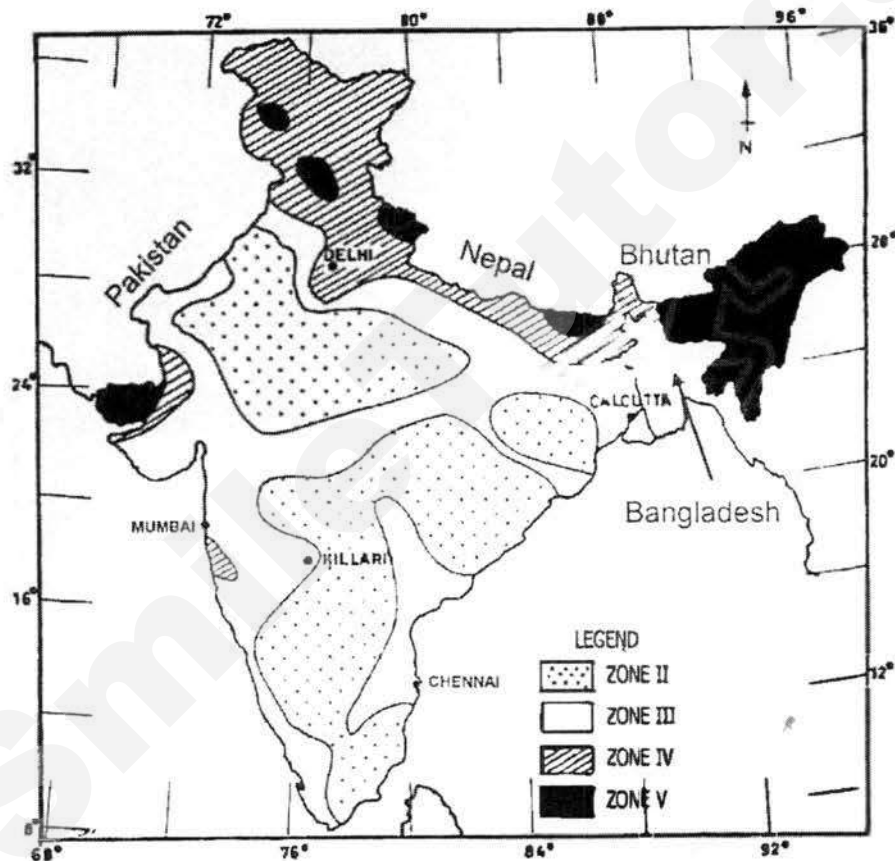 72°
80
88
96°
36°
N
32°
Pakistan
DELHI
Nepal
Bhutan
28°
24°
CALCUTTA
20°
Bangladesh
MUMBAI
KILLARI
16°
LEGEND
ZONE II
ZONE III
ZONE IV
ZONE V
CHENNAI
12°
8°
68°
76°
84°
92°
SmileTutor.